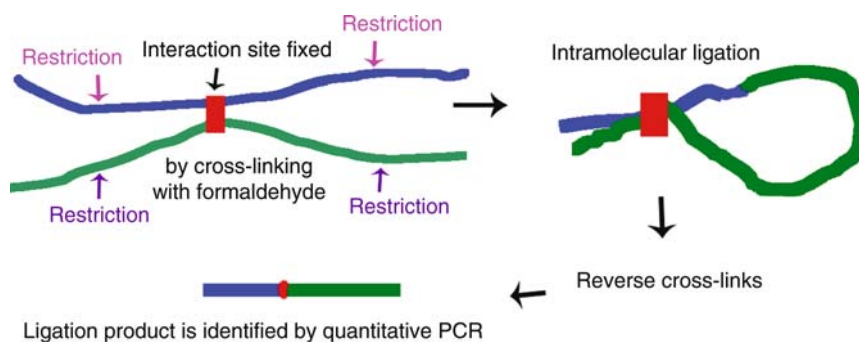 Restriction
Interaction site fixed
Restriction
Intramolecular ligation
by cross-linking
with formaldehyde
Restriction
Restriction
Reverse cross-links
Ligation product is identified by quantitative PCR